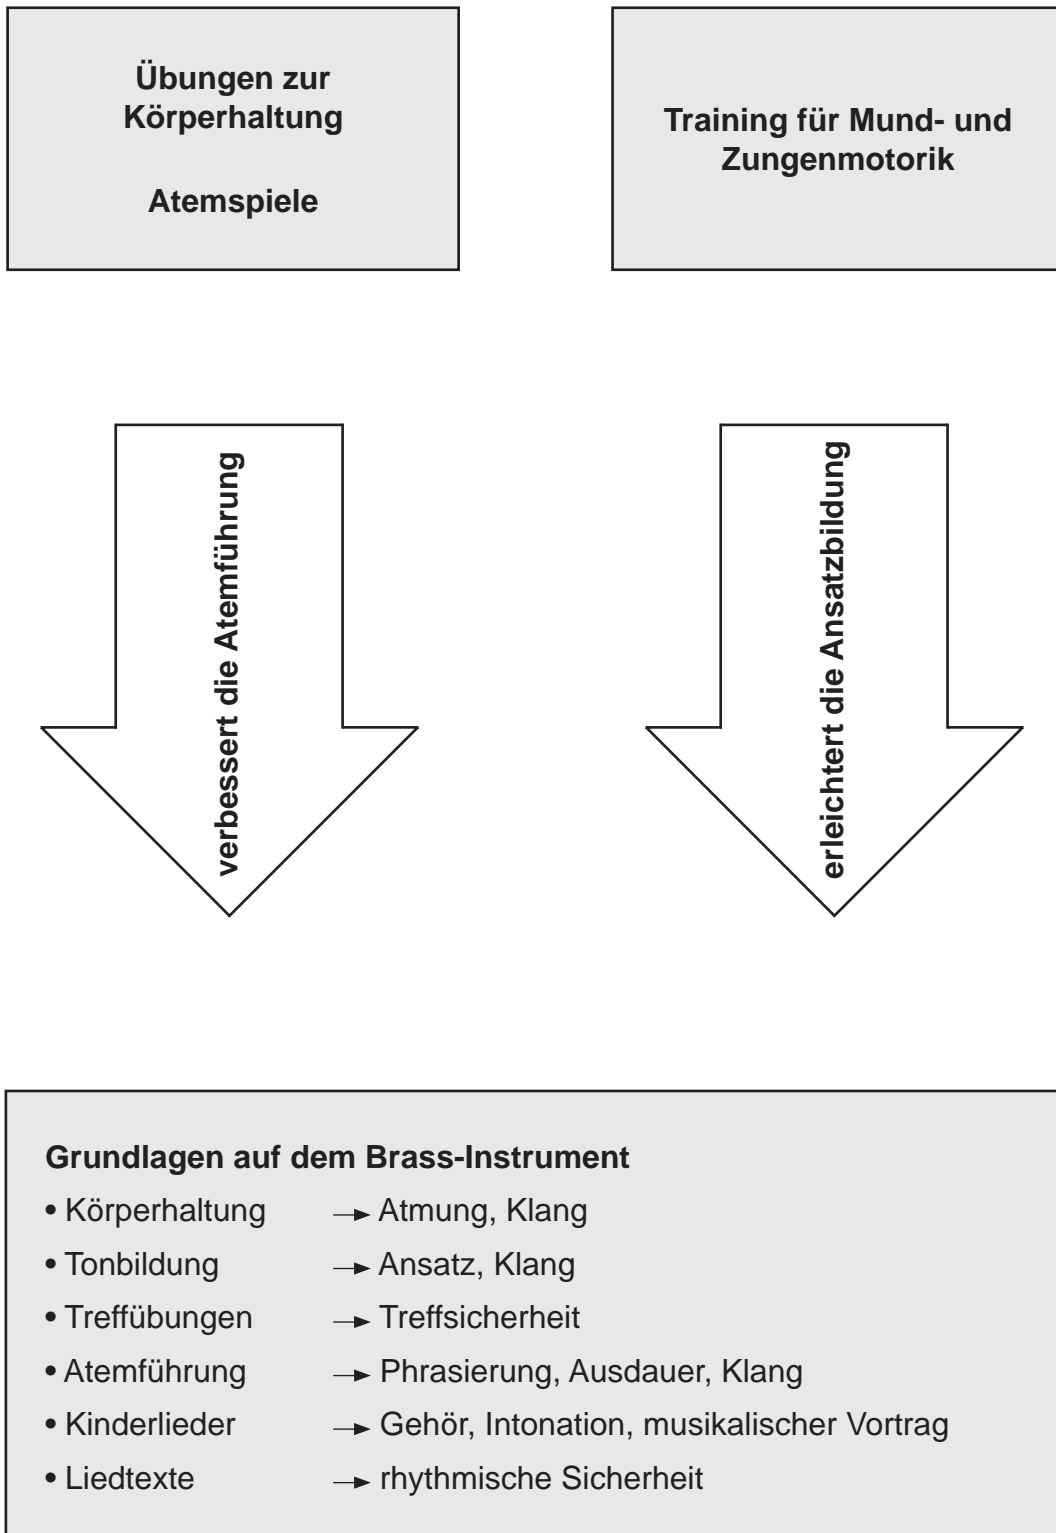 Übungen zur
Körperhaltung
Atemspiele
Training für Mund- und
Zungenmotorik
verbessert die Atemführung
erleichtert die Ansatzbildung
Grundlagen auf dem Brass-Instrument
• Körperhaltung → Atmung, Klang
• Tonbildung → Ansatz, Klang
• Treffübungen → Treffsicherheit
• Atemführung → Phrasierung, Ausdauer, Klang
• Kinderlieder → Gehör, Intonation, musikalischer Vortrag
• Liedtexte → rhythmische Sicherheit